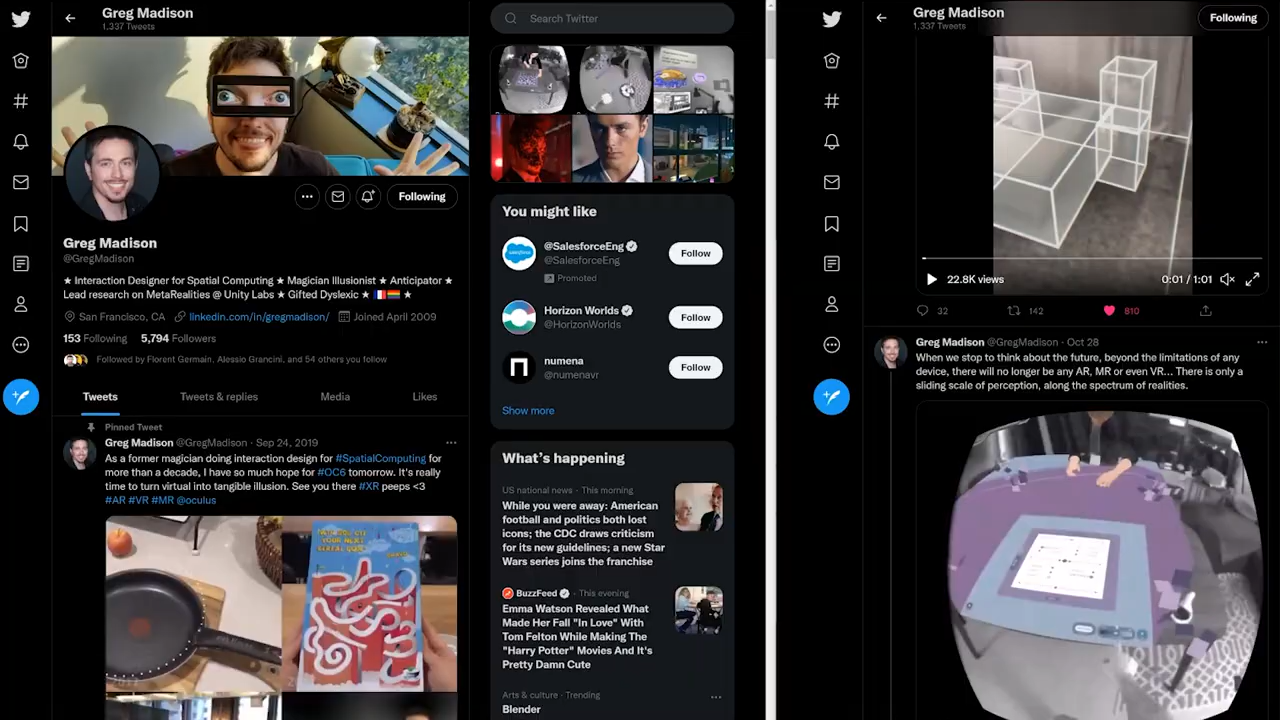 Greg Madison
1,337 Tweets
Following
Greg Madison
@GregMadison
★ Interaction Designer for Spatial Computing ★ Magician Illusionist ★ Anticipator ★
Lead research on MetaRealities @ Unity Labs ★ Gifted Dyslexic ★ 🇫🇷🏳️‍🌈 ★
San Francisco, CA linkedin.com/in/gregmadison/ Joined April 2009
153 Following 5,794 Followers
Followed by Florent Germain, Alessio Grancini, and 54 others you follow
Tweets Tweets & replies Media Likes
Pinned Tweet
Greg Madison @GregMadison · Sep 24, 2019
As a former magician doing interaction design for #SpatialComputing for
more than a decade, I have so much hope for #OC6 tomorrow. It's really
time to turn virtual into tangible illusion. See you there #XR peeps <3
#AR #VR #MR @oculus
Search Twitter
You might like
@SalesforceEng
@SalesforceEng
Promoted
Follow
Horizon Worlds
@HorizonWorlds
Follow
numena
@numenavr
Follow
Show more
What's happening
US national news · This morning
While you were away: American
football and politics both lost
icons; the CDC draws criticism
for its new guidelines; a new Star
Wars series joins the franchise
BuzzFeed · This evening
Emma Watson Revealed What
Made Her Fall "In Love" With
Tom Felton While Making The
"Harry Potter" Movies And It's
Pretty Damn Cute
Arts & culture · Trending
Blender
Greg Madison
1,337 Tweets
Following
22.8K views
0:01 / 1:01
32 142 810
Greg Madison @GregMadison · Oct 28
When we stop to think about the future, beyond the limitations of any
device, there will no longer be any AR, MR or even VR... There is only a
sliding scale of perception, along the spectrum of realities.